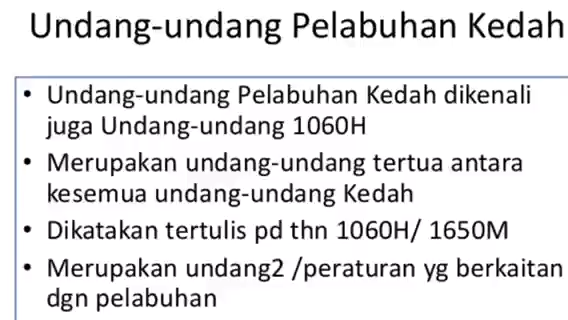 Undang-undang Pelabuhan Kedah
• Undang-undang Pelabuhan Kedah dikenali
juga Undang-undang 1060H
• Merupakan undang-undang tertua antara
kesemua undang-undang Kedah
• Dikatakan tertulis pd thn 1060H/ 1650M
• Merupakan undang2 /peraturan yg berkaitan
dgn pelabuhan